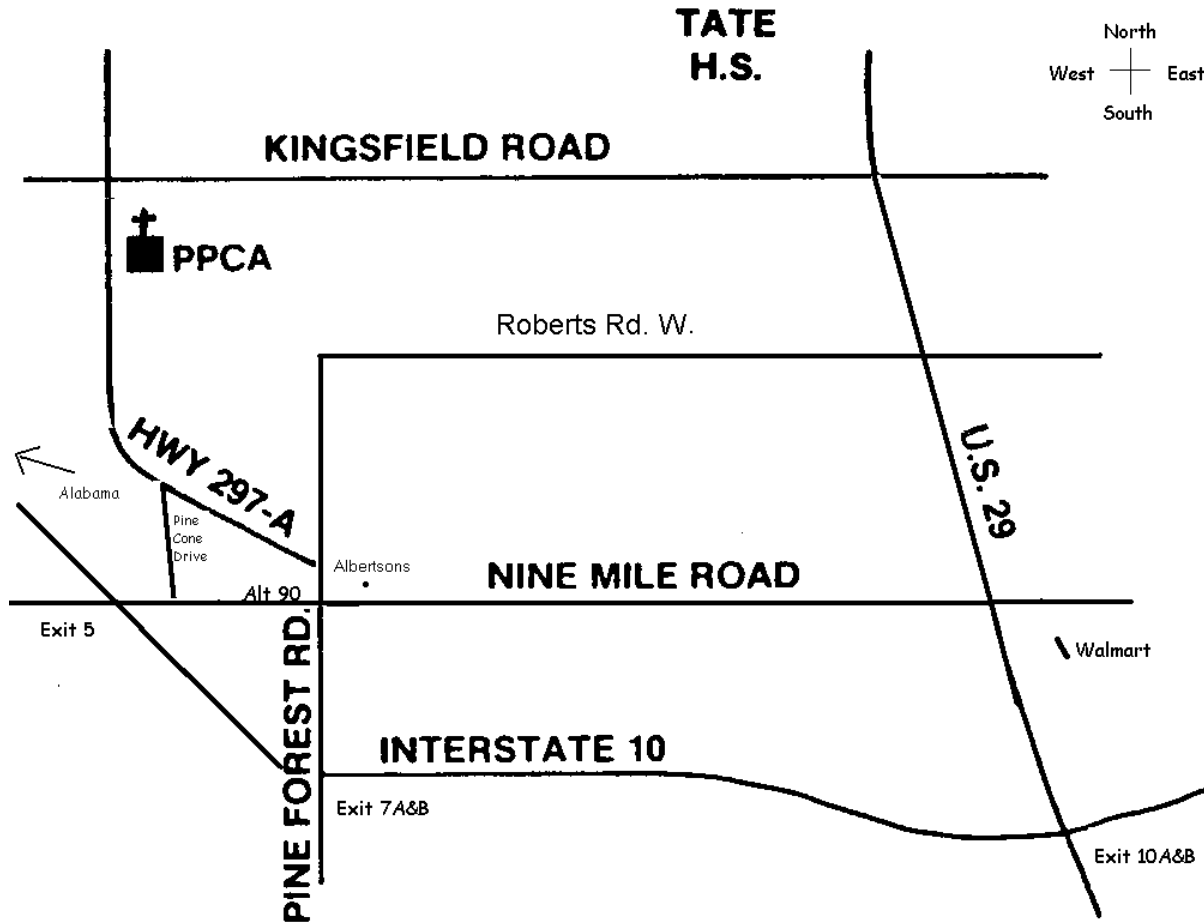 TATE
H.S.
North
West
East
South
KINGSFIELD ROAD
PPCA
Roberts Rd. W.
HWY 297-A
U.S. 29
Alabama
Pine
Cone
Drive
Albertsons
NINE MILE ROAD
Alt 90
Exit 5
PINE FOREST RD.
Walmart
INTERSTATE 10
Exit 7A&B
Exit 10A&B